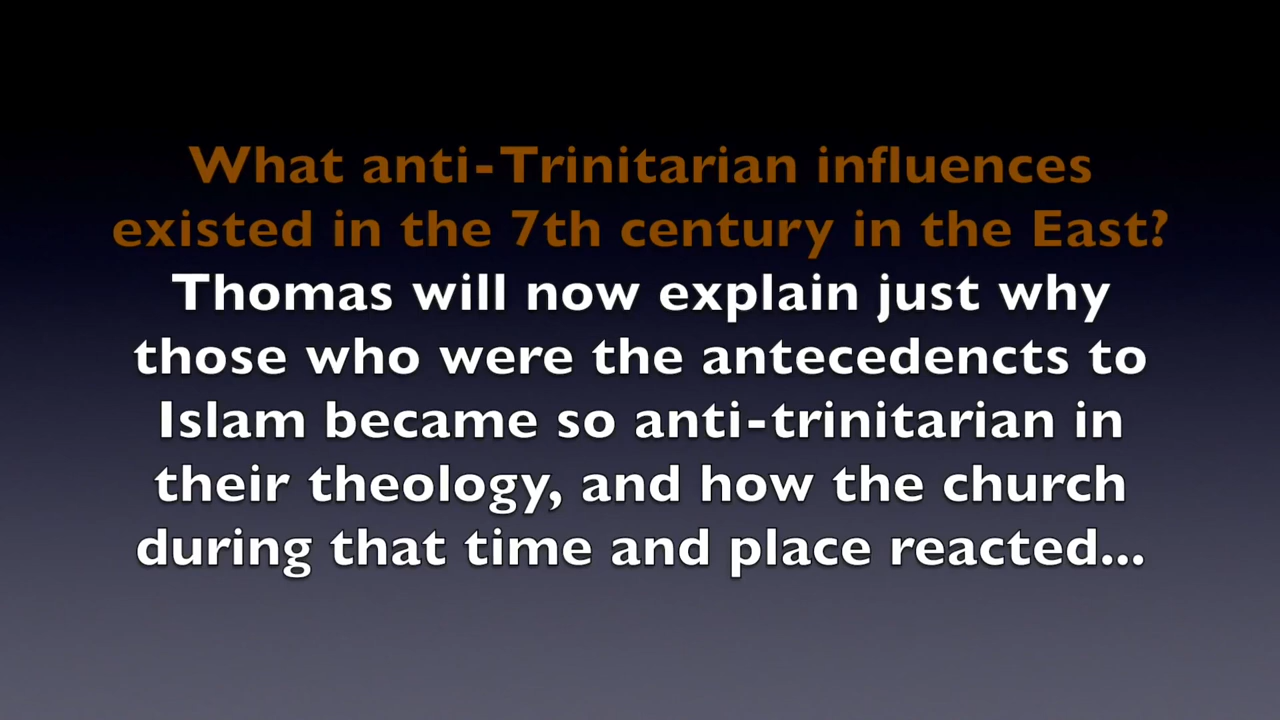 What anti-Trinitarian influences
existed in the 7th century in the East?
Thomas will now explain just why
those who were the antecedencts to
Islam became so anti-trinitarian in
their theology, and how the church
during that time and place reacted...